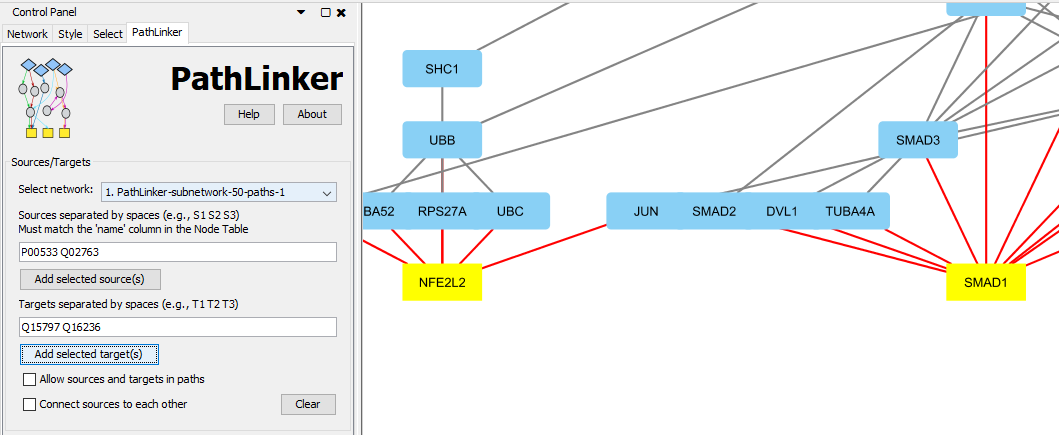 Control Panel
Network Style Select PathLinker
PathLinker
Help About
Sources/Targets
Select network: 1. PathLinker-subnetwork-50-paths-1
Sources separated by spaces (e.g., S1 S2 S3)
Must match the 'name' column in the Node Table
P00533 Q02763
Add selected source(s)
Targets separated by spaces (e.g., T1 T2 T3)
Q15797 Q16236
Add selected target(s)
Allow sources and targets in paths
Connect sources to each other
Clear
SHC1
UBB
SMAD3
BA52 RPS27A UBC JUN SMAD2 DVL1 TUBA4A
NFE2L2 SMAD1